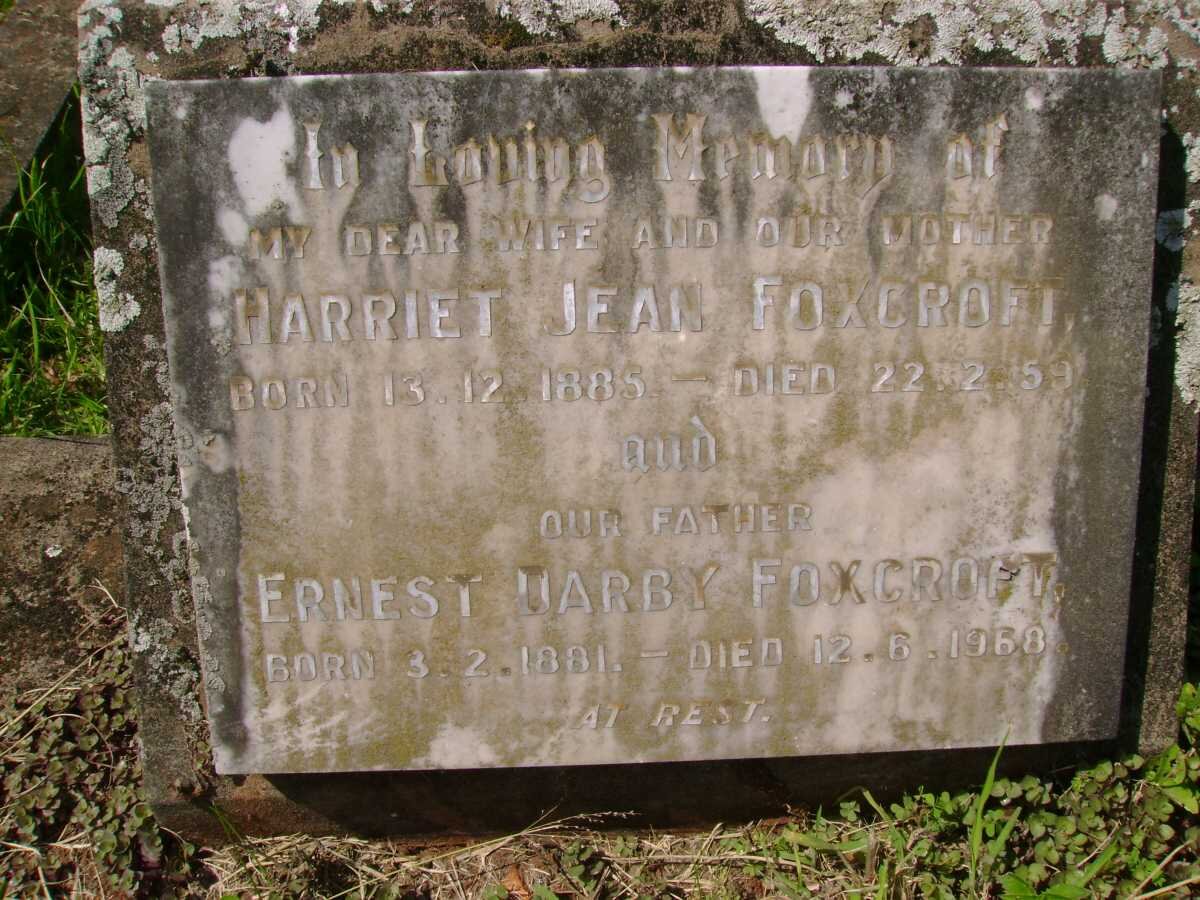 In Loving Memory of
MY DEAR WIFE AND OUR MOTHER
HARRIET JEAN FOXCROFT,
BORN 13.12.1885. — DIED 22.2.59.
and
OUR FATHER
ERNEST DARBY FOXCROFT,
BORN 3.2.1881. — DIED 12.6.1968.
AT REST.